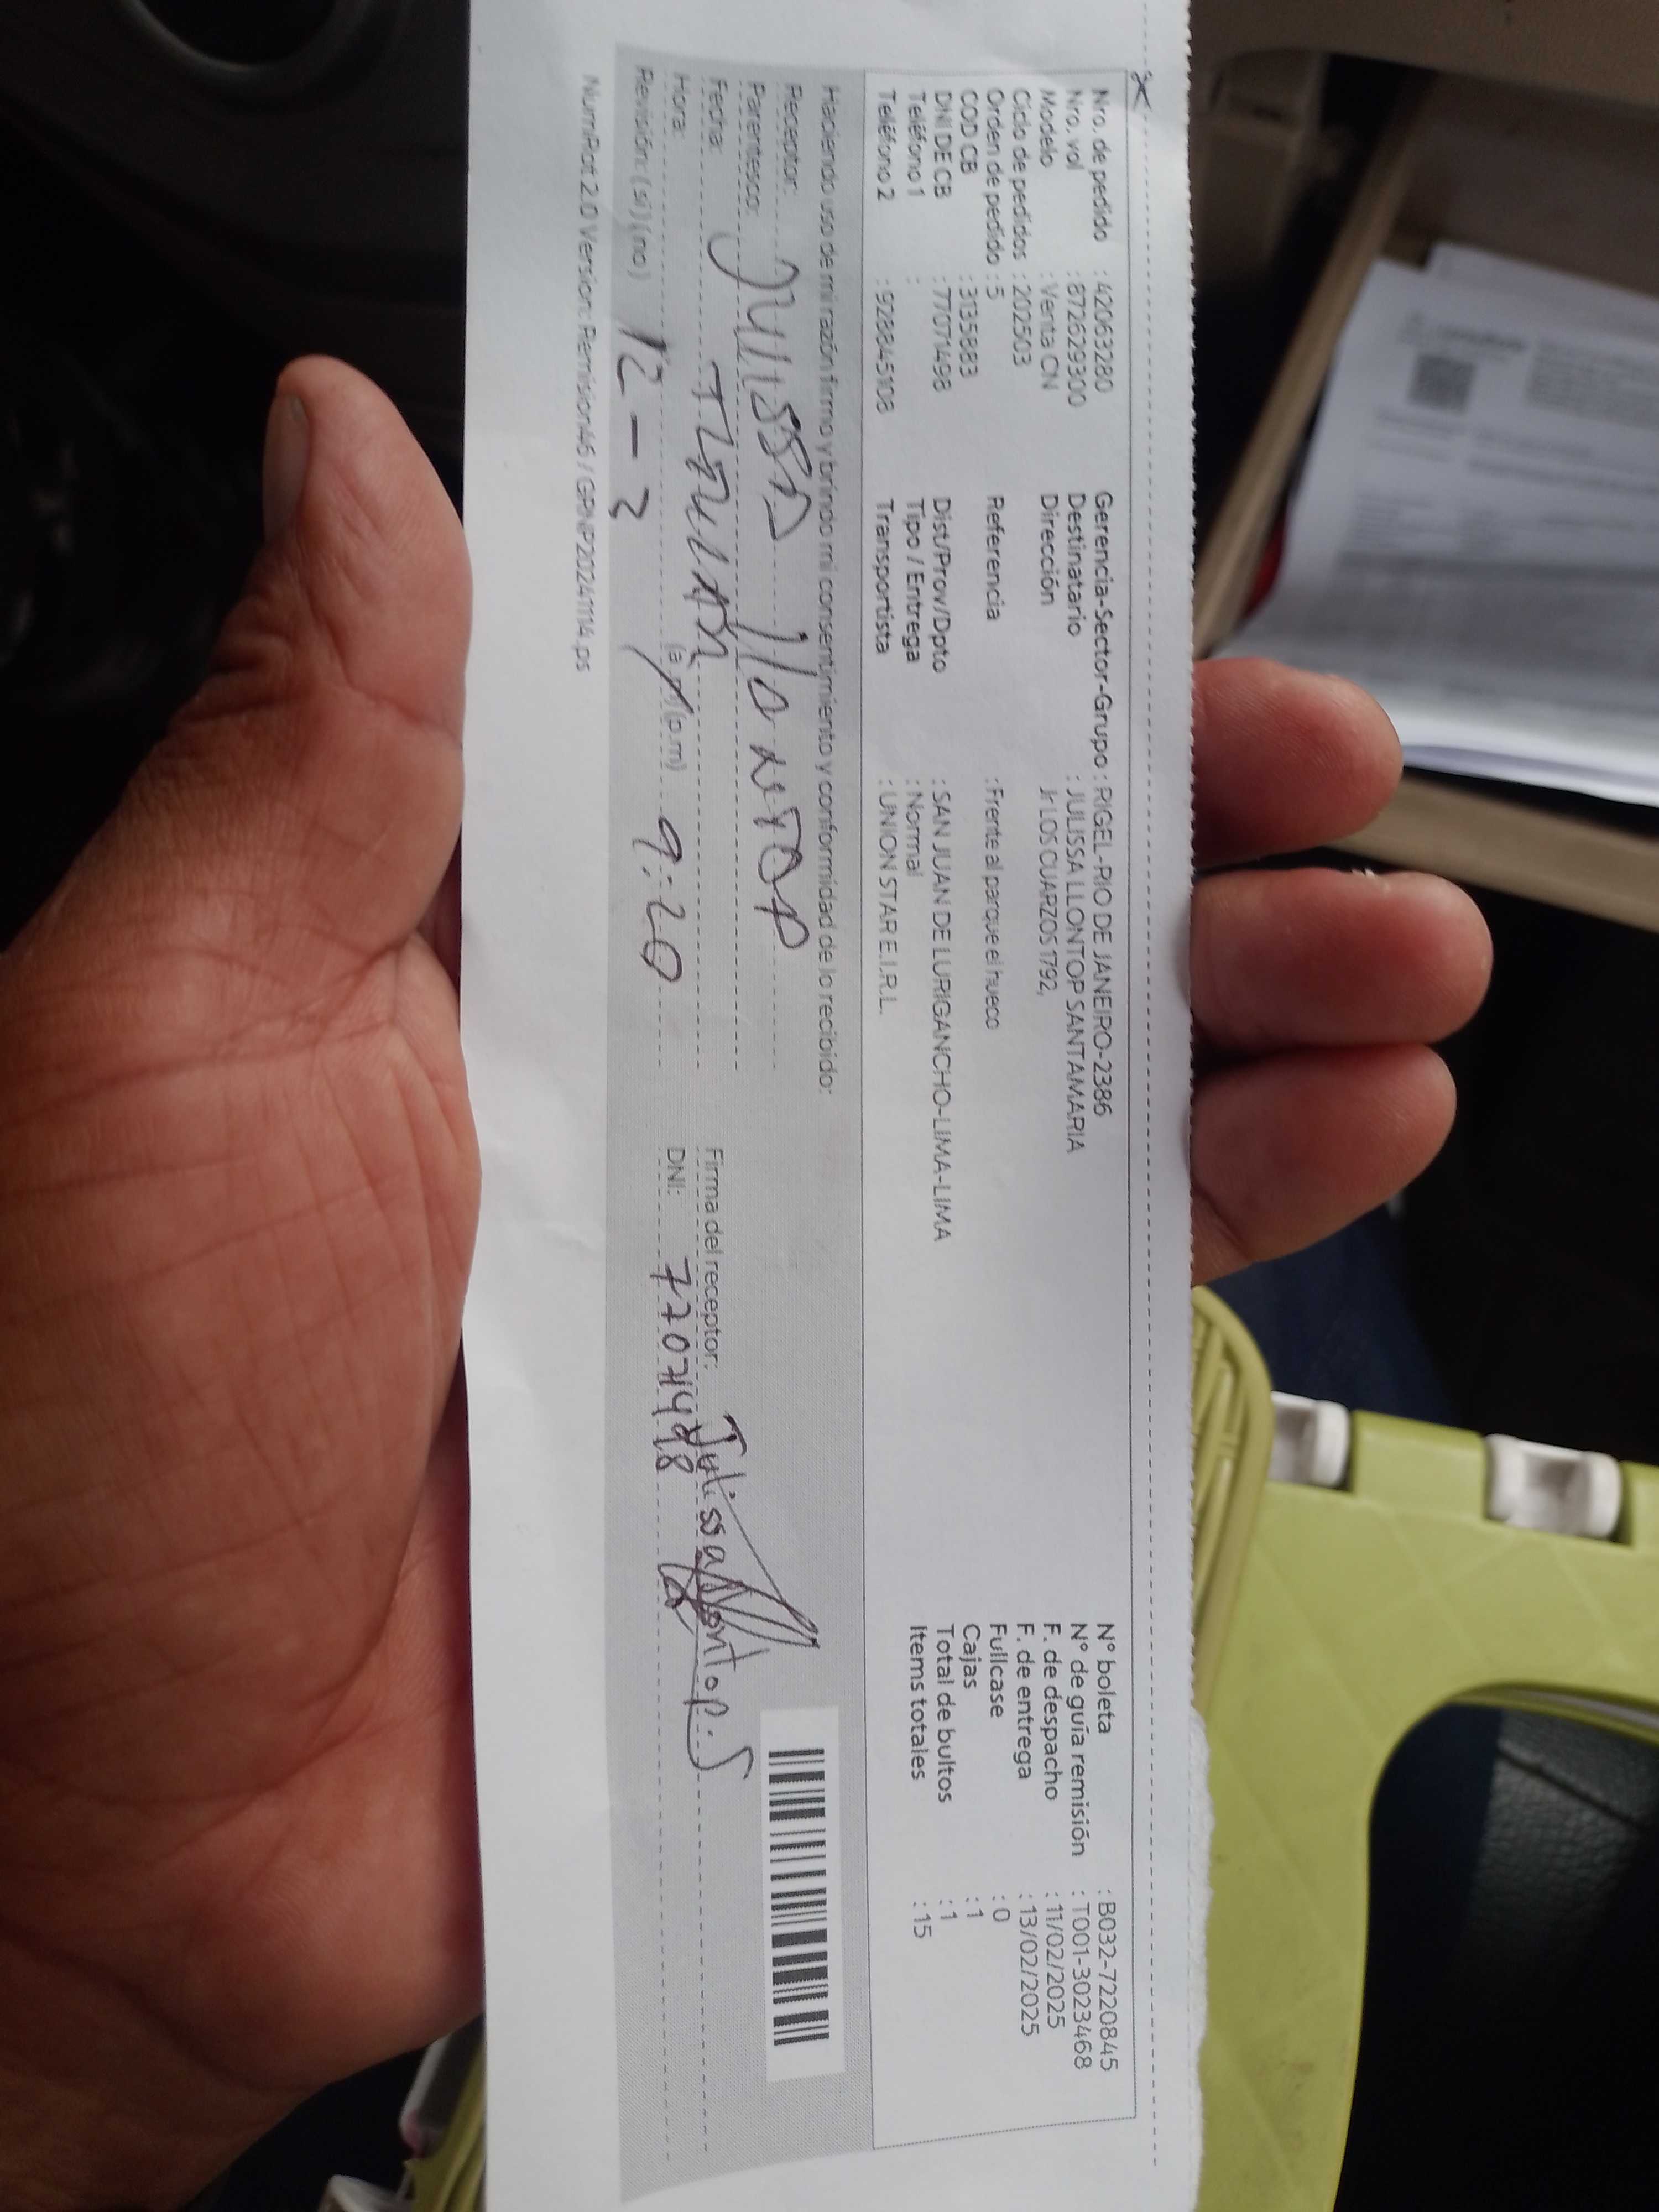 Nro. de pedido : 42063280
Nro. vol : 872629300
Modelo : Venta CN
Ciclo de pedidos : 202503
Orden de pedido : 5
COD CB : 3135883
DNI DE CB : 77071498
Teléfono 1 :
Teléfono 2 : 928845108
Gerencia-Sector-Grupo : RIGEL-RIO DE JANEIRO-2386
Destinatario : JULISSA LLONTOP SANTAMARIA
Dirección Jr LOS CUARZOS 1792,
Referencia : Frente al parque el hueco
Dist/Prov/Dpto : SAN JUAN DE LURIGANCHO-LIMA-LIMA
Tipo / Entrega : Normal
Transportista : UNION STAR E.I.R.L.
N° boleta : B032-7220845
N° de guía remisión : T001-3023468
F. de despacho : 11/02/2025
F. de entrega : 13/02/2025
Fullcase : 0
Cajas : 1
Total de bultos : 1
Items totales : 15
Haciendo uso de mi razón firmo y brindo mi consentimiento y conformidad de lo recibido:
Receptor: JULISSA llontop
Parentesco:
Fecha:
Hora: (a.m)(p.m) 9:20
Revisión: (si) (no) 12-2
Firma del receptor: Julissa llontop.S
DNI: 77071498
NumRot 2.0 Version: Remision46 / GPNP20241114.ps